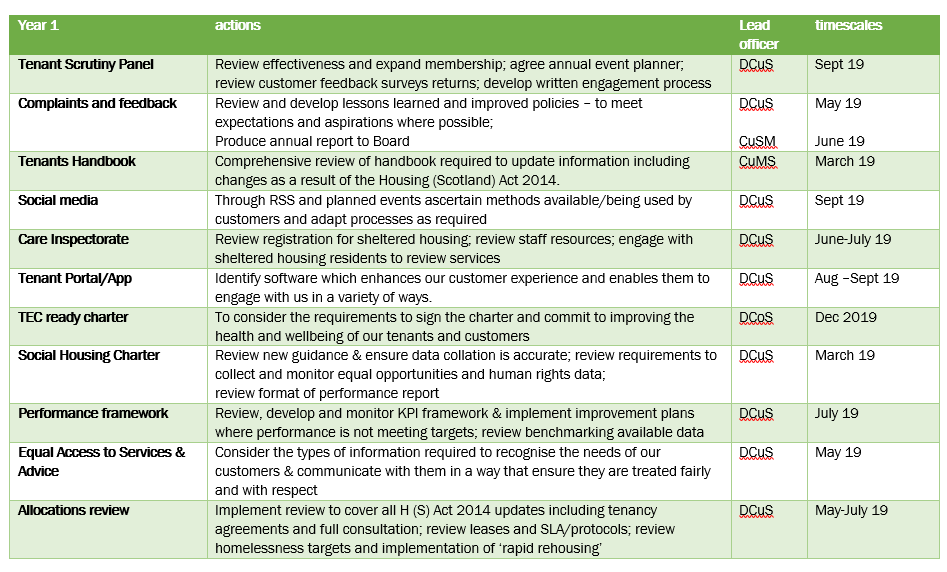 Year 1 actions Lead timescales
officer
Tenant Scrutiny Panel Review effectiveness and expand membership; agree annual event planner; DCuS Sept 19
review customer feedback surveys returns; develop written engagement process
Complaints and feedback Review and develop lessons learned and improved policies – to meet DCuS May 19
expectations and aspirations where possible;
Produce annual report to Board CuSM June 19
Tenants Handbook Comprehensive review of handbook required to update information including CuMS March 19
changes as a result of the Housing (Scotland) Act 2014.
Social media Through RSS and planned events ascertain methods available/being used by DCuS Sept 19
customers and adapt processes as required
Care Inspectorate Review registration for sheltered housing; review staff resources; engage with DCuS June-July 19
sheltered housing residents to review services
Tenant Portal/App Identify software which enhances our customer experience and enables them to DCuS Aug –Sept 19
engage with us in a variety of ways.
TEC ready charter To consider the requirements to sign the charter and commit to improving the DCoS Dec 2019
health and wellbeing of our tenants and customers
Social Housing Charter Review new guidance & ensure data collation is accurate; review requirements to DCuS March 19
collect and monitor equal opportunities and human rights data;
review format of performance report
Performance framework Review, develop and monitor KPI framework & implement improvement plans DCuS July 19
where performance is not meeting targets; review benchmarking available data
Equal Access to Services & Consider the types of information required to recognise the needs of our DCuS May 19
Advice customers & communicate with them in a way that ensure they are treated fairly
and with respect
Allocations review Implement review to cover all H (S) Act 2014 updates including tenancy DCuS May-July 19
agreements and full consultation; review leases and SLA/protocols; review
homelessness targets and implementation of ‘rapid rehousing’